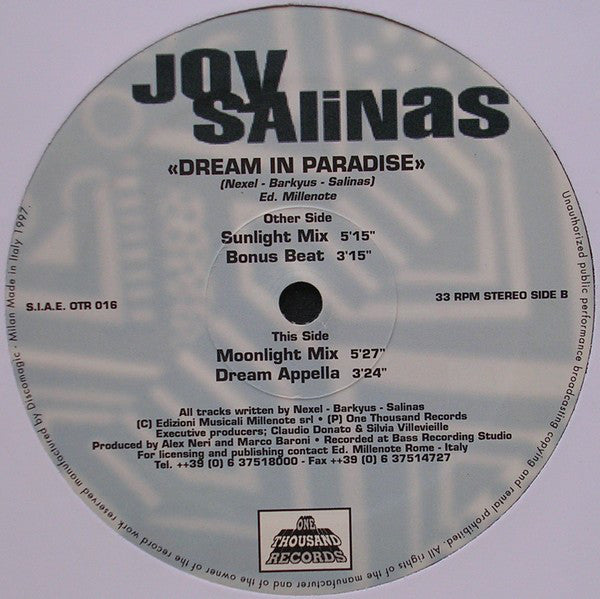 JOY
SALiNAS
«DREAM IN PARADISE»
(Nexel - Barkyus - Salinas)
Ed. Millenote
Other Side
Sunlight Mix 5'15"
Bonus Beat 3'15"
S.I.A.E. OTR 016
33 RPM STEREO SIDE B
This Side
Moonlight Mix 5'27"
Dream Appella 3'24"
All tracks written by Nexel - Barkyus - Salinas
(C) Edizioni Musicali Millenote srl • (P) One Thousand Records
Executive producers; Claudio Donato & Silvia Villevieille
Produced by Alex Neri and Marco Baroni • Recorded at Bass Recording Studio
For licensing and publishing contact Ed. Millenote Rome - Italy
Tel. ++39 (0) 6 37518000 - Fax ++39 (0) 6 37514727
ONE
THOUSAND
RECORDS
Unauthorized public performance broadcasting copying and rental prohibited. All rights of the manufacturer and of the owner of the record work reserved manufactured by Discomagic - Milan Made in Italy 1997.